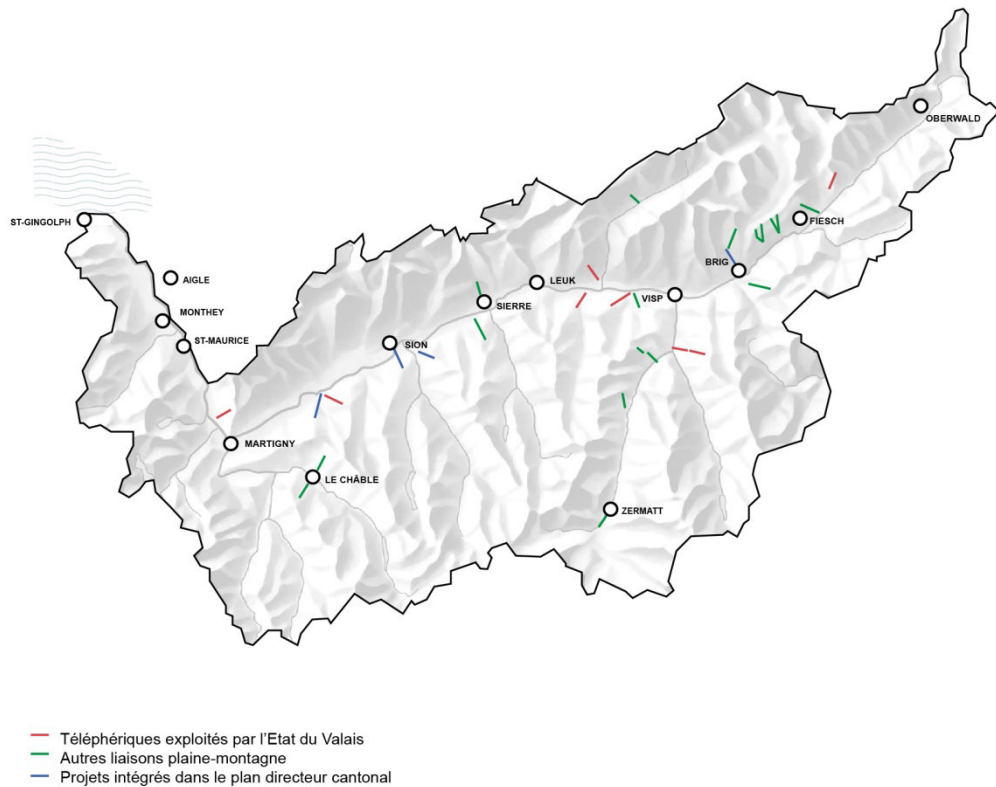 OBERWALD
ST-GINGOLPH
FIESCH
AIGLE
BRIG
LEUK
VISP
SIERRE
MONTHEY
ST-MAURICE
SION
MARTIGNY
LE CHÂBLE
ZERMATT
Téléphériques exploités par l'Etat du Valais
Autres liaisons plaine-montagne
Projets intégrés dans le plan directeur cantonal